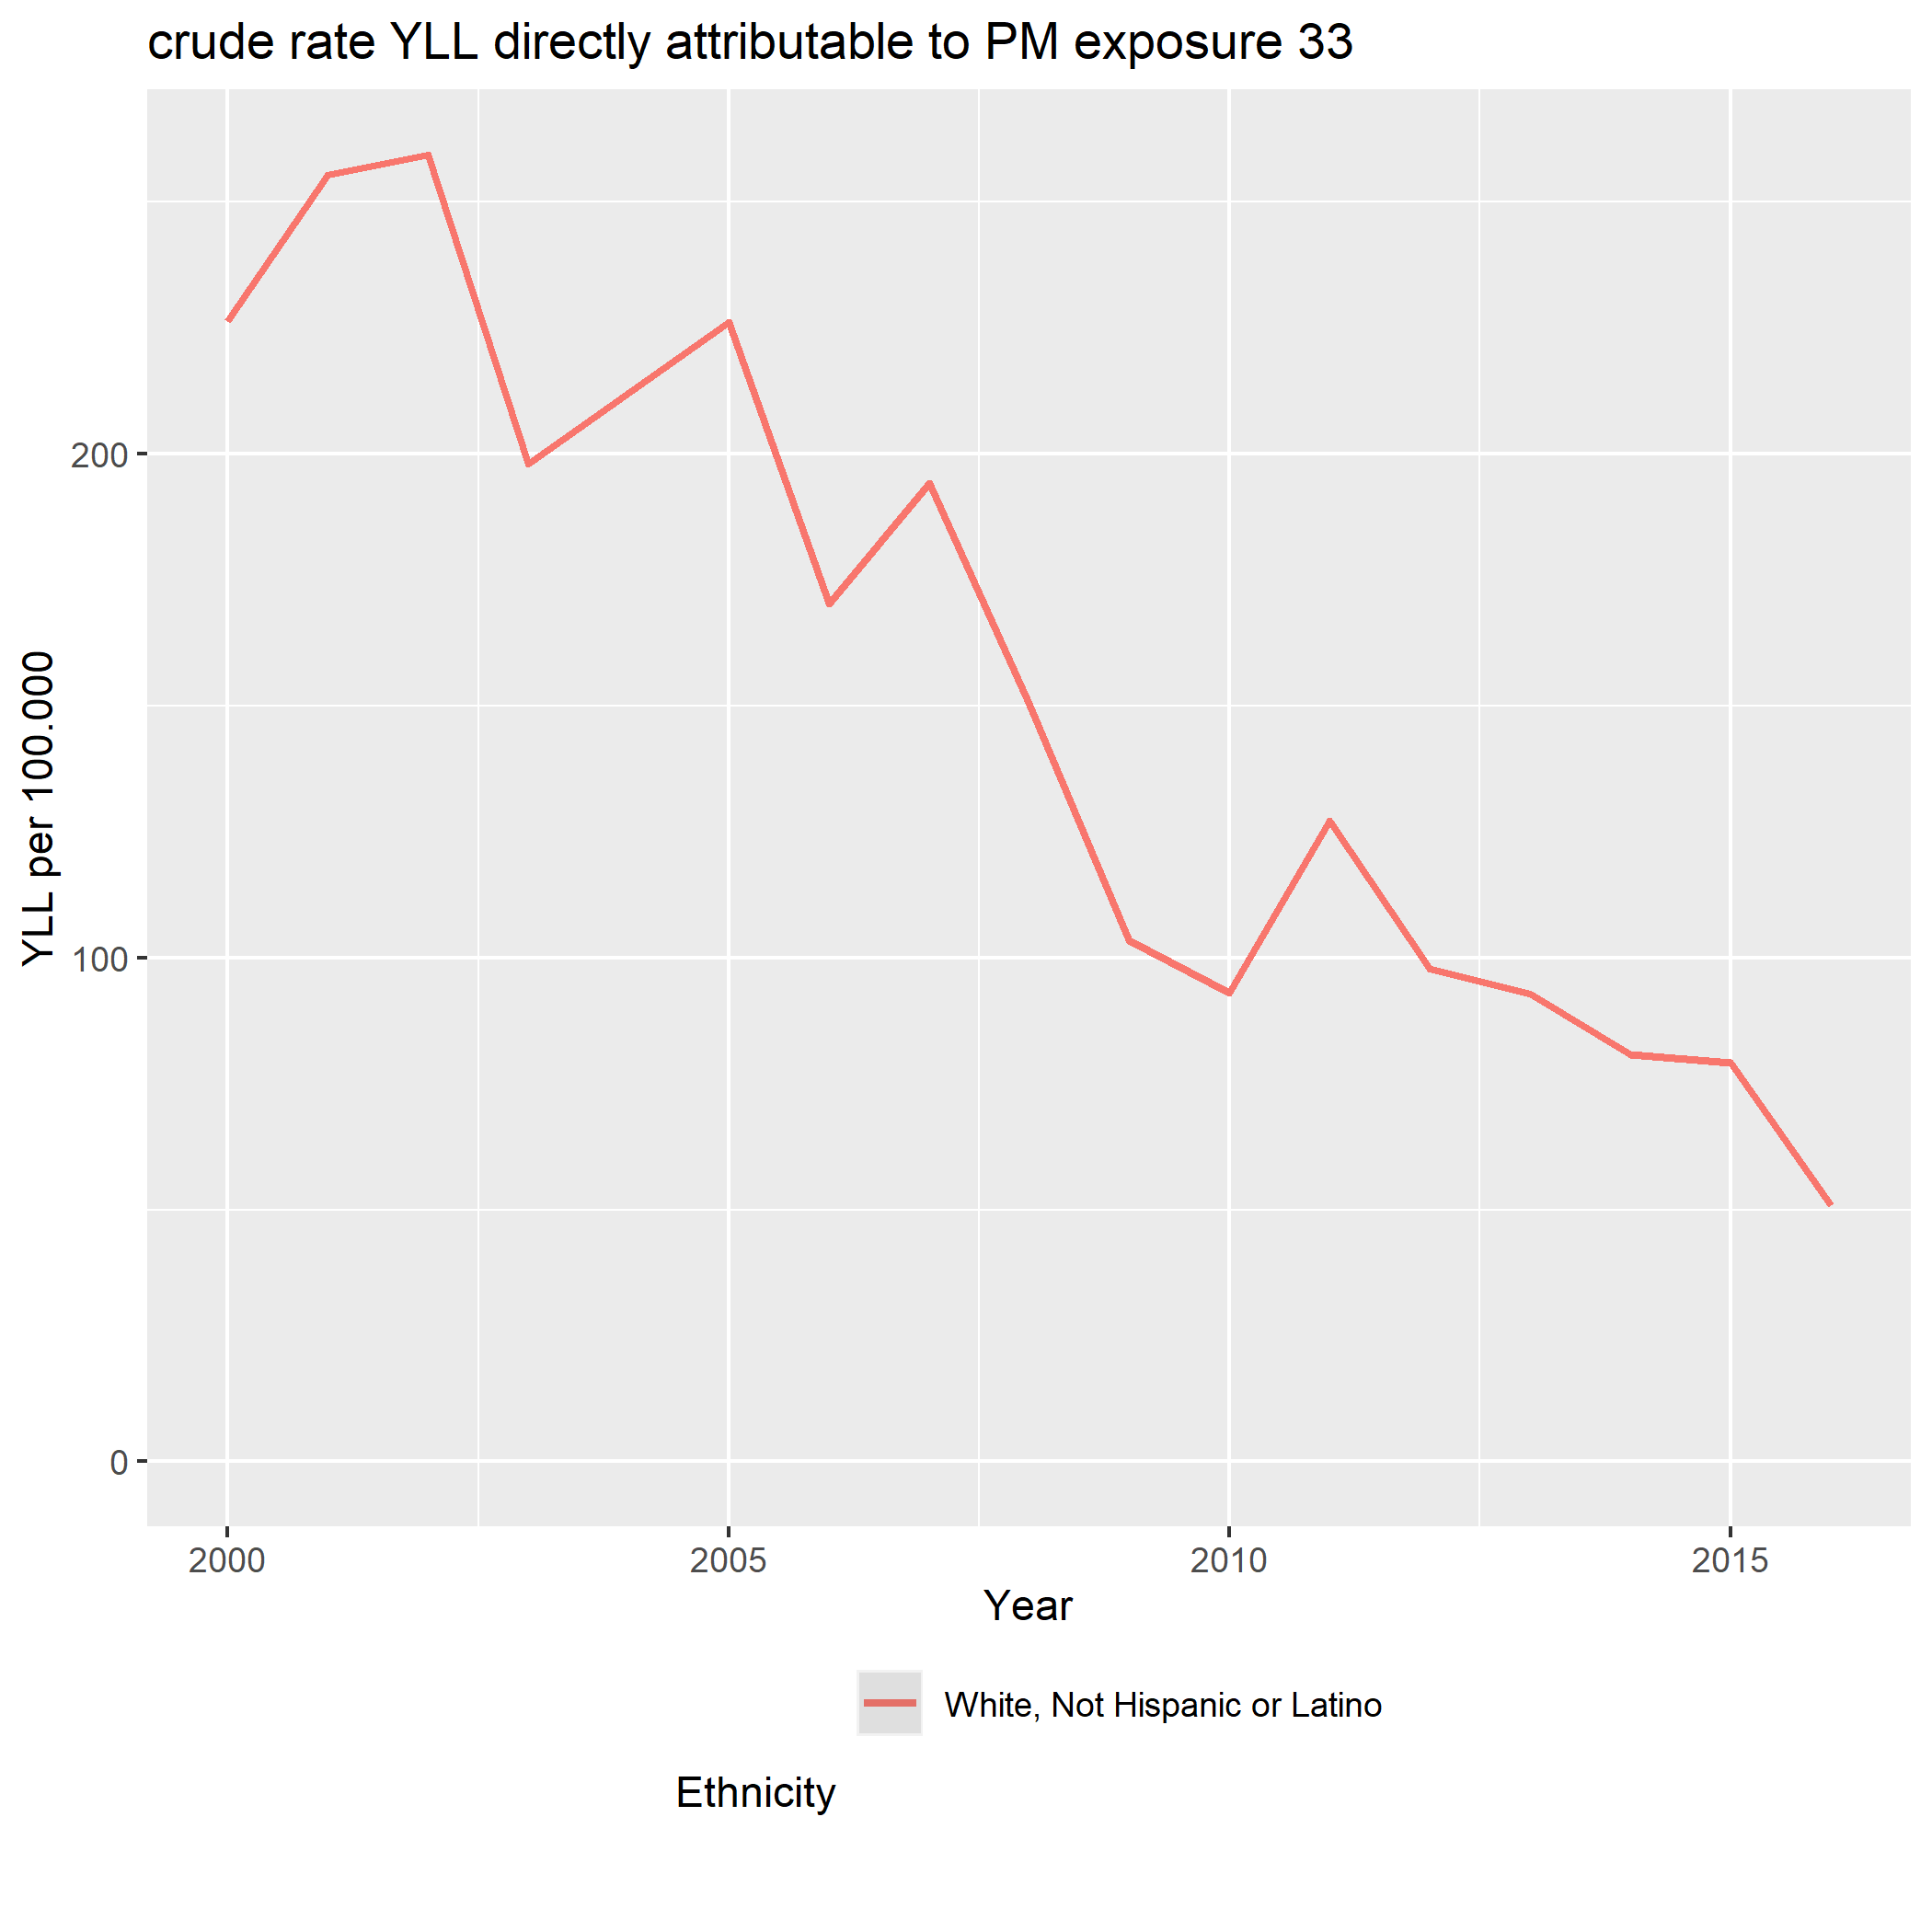 crude rate YLL directly attributable to PM exposure 33
YLL per 100.000
200
100
0
2000 2005 2010 2015
Year
White, Not Hispanic or Latino
Ethnicity